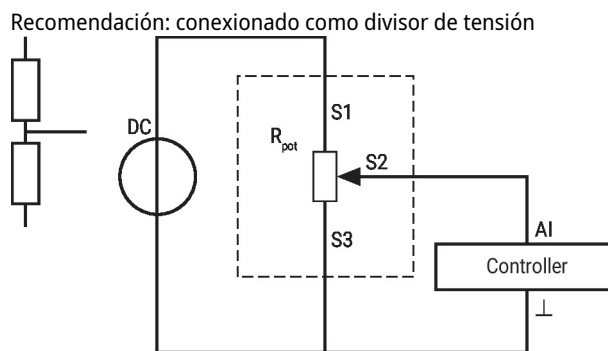 Recomendación: conexionado como divisor de tensión
S1
DC
Rpot
S2
S3
AI
Controller
⊥